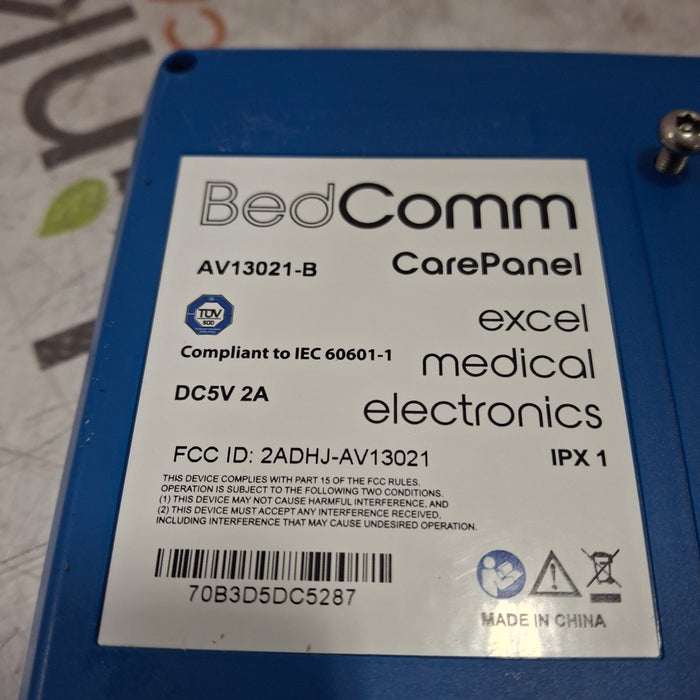 BedComm
AV13021-B
CarePanel
TÜV
SÜD
excel
medical
electronics
Compliant to IEC 60601-1
DC5V 2A
FCC ID: 2ADHJ-AV13021
IPX 1
THIS DEVICE COMPLIES WITH PART 15 OF THE FCC RULES.
OPERATION IS SUBJECT TO THE FOLLOWING TWO CONDITIONS.
(1) THIS DEVICE MAY NOT CAUSE HARMFUL INTERFERENCE, AND
(2) THIS DEVICE MUST ACCEPT ANY INTERFERENCE RECEIVED,
INCLUDING INTERFERENCE THAT MAY CAUSE UNDESIRED OPERATION.
70B3D5DC5287
MADE IN CHINA